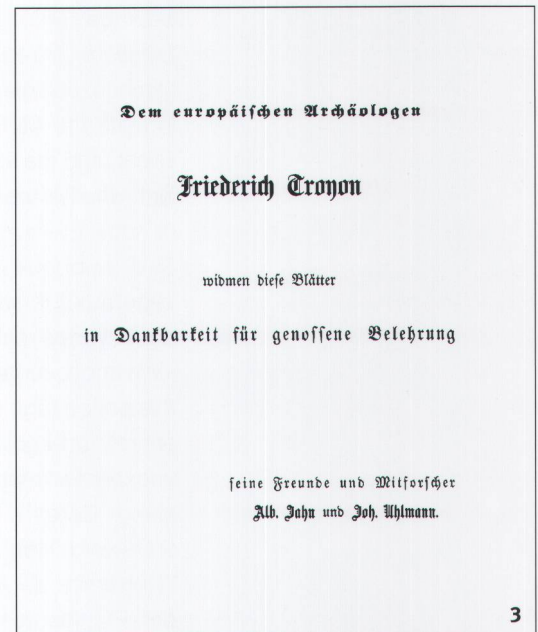 Dem europäiſchen Archäologen
Friederich Troyon
widmen dieſe Blätter
in Dankbarkeit für genoſſene Belehrung
ſeine Freunde und Mitforſcher
Alb. Jahn und Joh. Uhlmann.
3